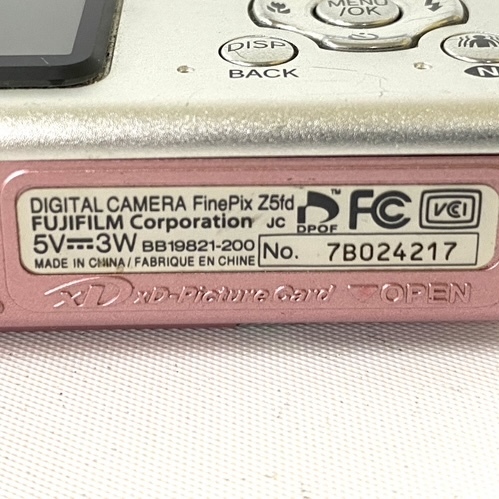 MENU
/OK
DISP
BACK
DIGITAL CAMERA FinePix Z5fd
FUJIFILM Corporation JC
5V⎓3W BB19821-200
MADE IN CHINA / FABRIQUE EN CHINE
DPOF
TM
FC
VCI
No. 7B024217
xD xD-Picture Card ▼OPEN